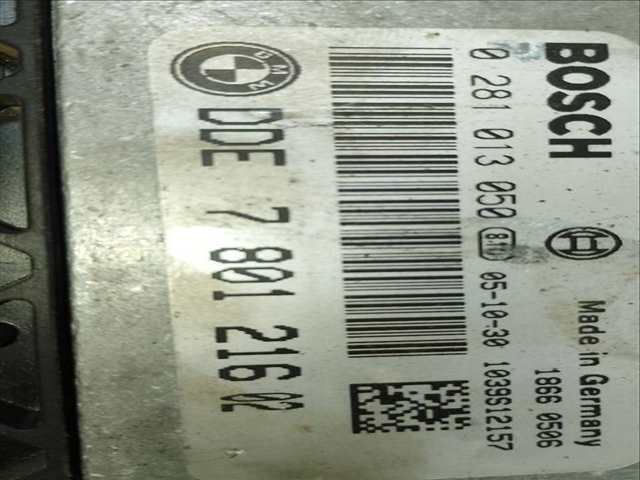 BOSCH
Made in Germany
1866 0506
0 281 013 050 05-10-30 1039S12157
BMW
DDE 7 801 216 02